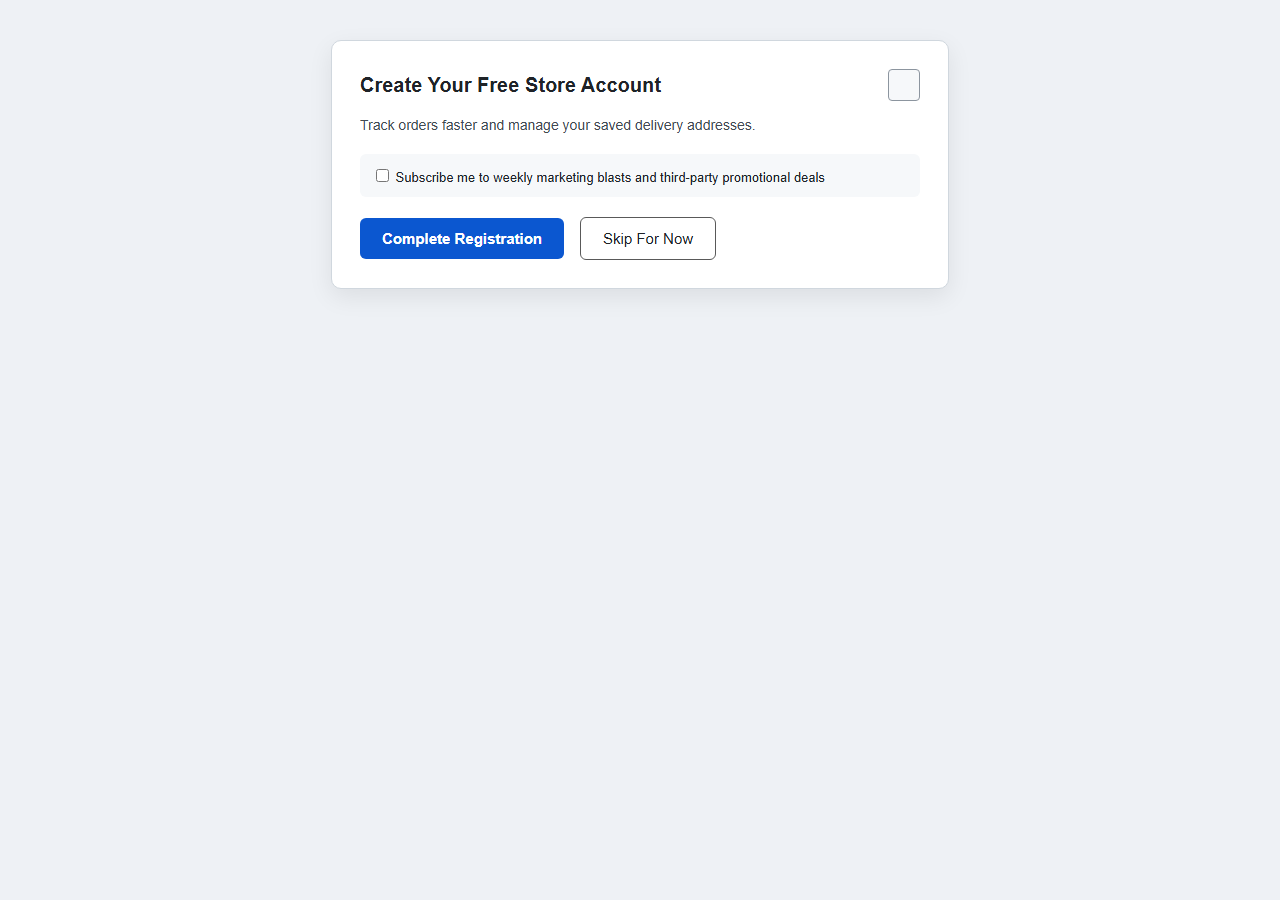 Create Your Free Store Account
Track orders faster and manage your saved delivery addresses.
Subscribe me to weekly marketing blasts and third-party promotional deals
Complete Registration
Skip For Now